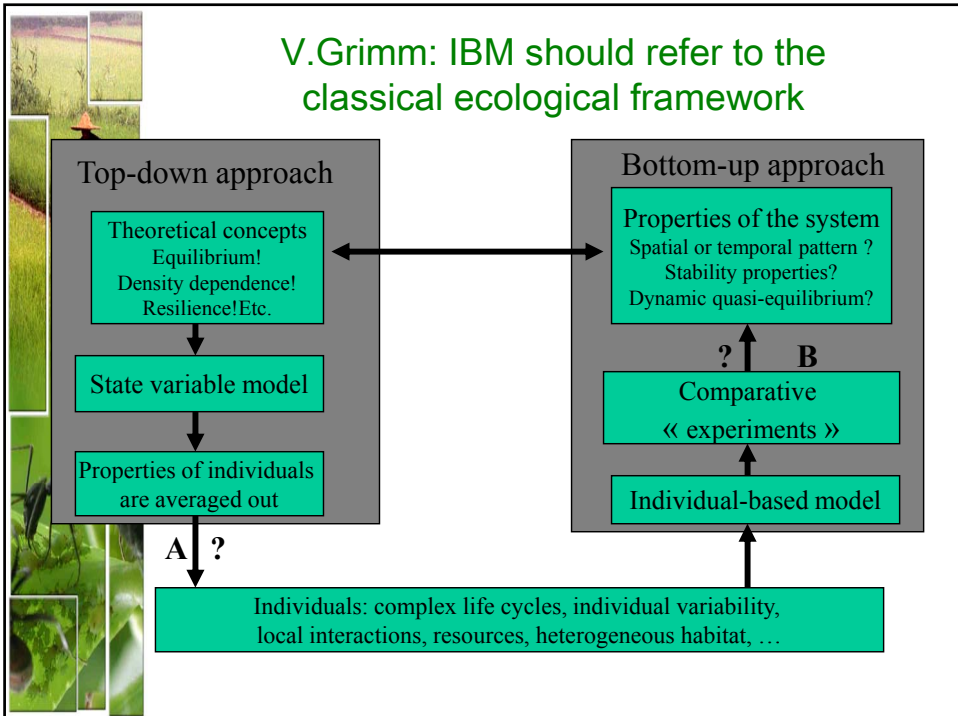 V.Grimm: IBM should refer to the
classical ecological framework
Top-down approach
Theoretical concepts
Equilibrium!
Density dependence!
Resilience!Etc.
State variable model
Properties of individuals
are averaged out
A ?
Bottom-up approach
Properties of the system
Spatial or temporal pattern ?
Stability properties?
Dynamic quasi-equilibrium?
? B
Comparative
« experiments »
Individual-based model
Individuals: complex life cycles, individual variability,
local interactions, resources, heterogeneous habitat, …